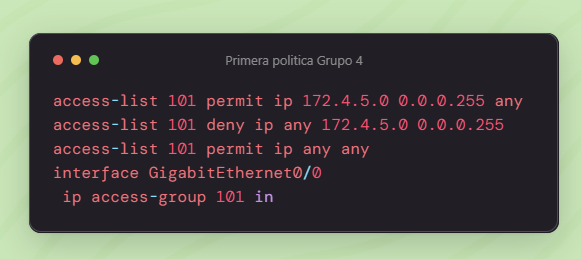 Primera politica Grupo 4
access-list 101 permit ip 172.4.5.0 0.0.0.255 any
access-list 101 deny ip any 172.4.5.0 0.0.0.255
access-list 101 permit ip any any
interface GigabitEthernet0/0
 ip access-group 101 in